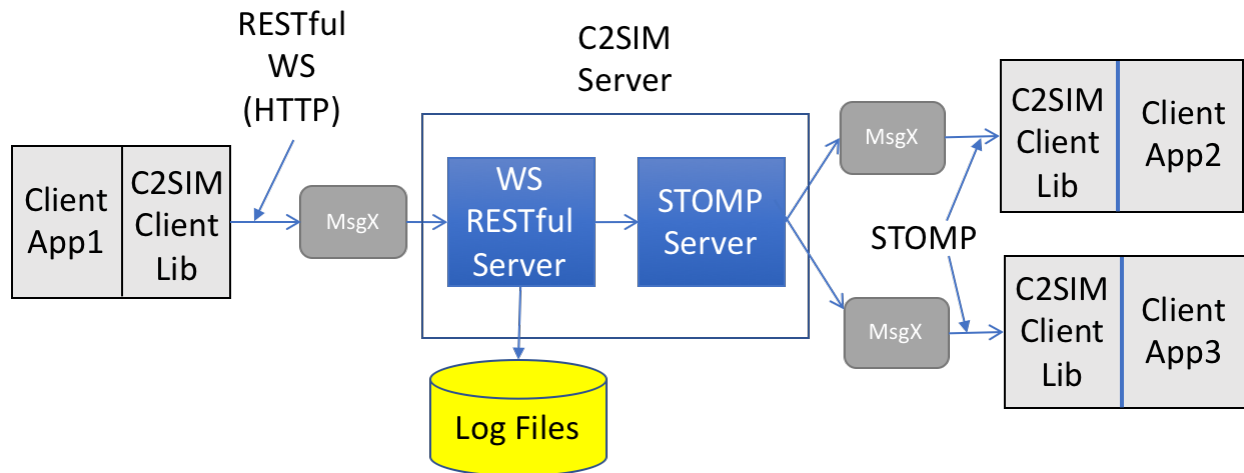 RESTful
WS
(HTTP)
C2SIM
Server
Client
App1
C2SIM
Client
Lib
MsgX
WS
RESTful
Server
STOMP
Server
Log Files
MsgX
MsgX
STOMP
C2SIM
Client
Lib
Client
App2
C2SIM
Client
Lib
Client
App3